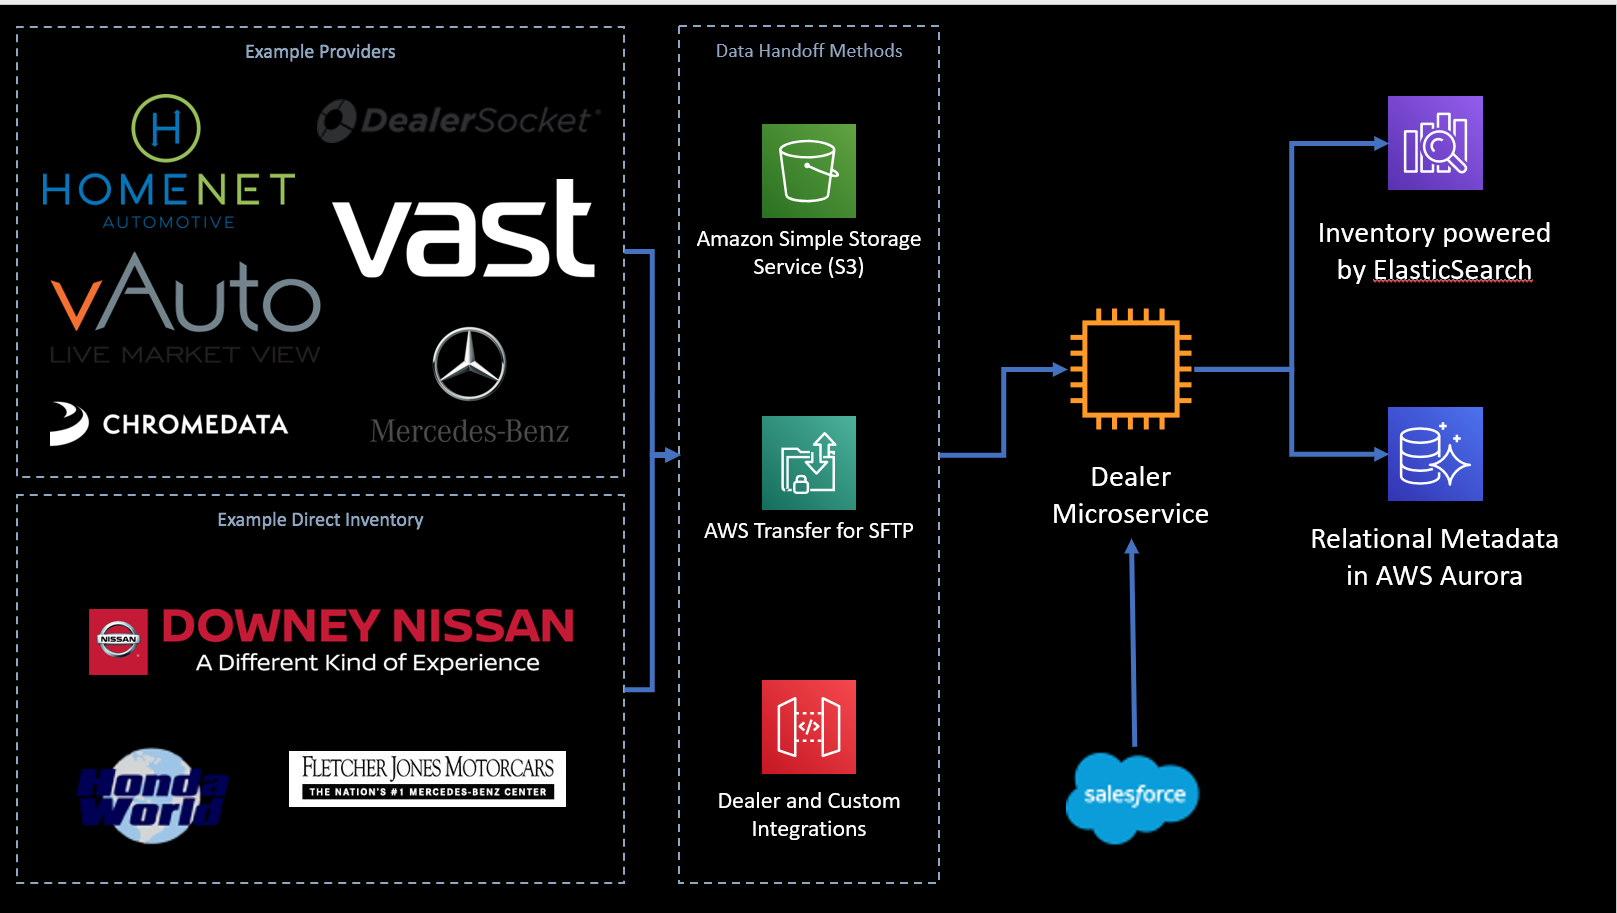 Example Providers
HOMENET
AUTOMOTIVE
DealerSocket
vast
vAuto
LIVE MARKET VIEW
Mercedes-Benz
CHROMEDATA
Example Direct Inventory
NISSAN
DOWNEY NISSAN
A Different Kind of Experience
Honda
World
FLETCHER JONES MOTORCARS
THE NATION'S #1 MERCEDES-BENZ CENTER
Data Handoff Methods
Amazon Simple Storage
Service (S3)
AWS Transfer for SFTP
</>
Dealer and Custom
Integrations
Dealer
Microservice
salesforce
Inventory powered
by ElasticSearch
Relational Metadata
in AWS Aurora